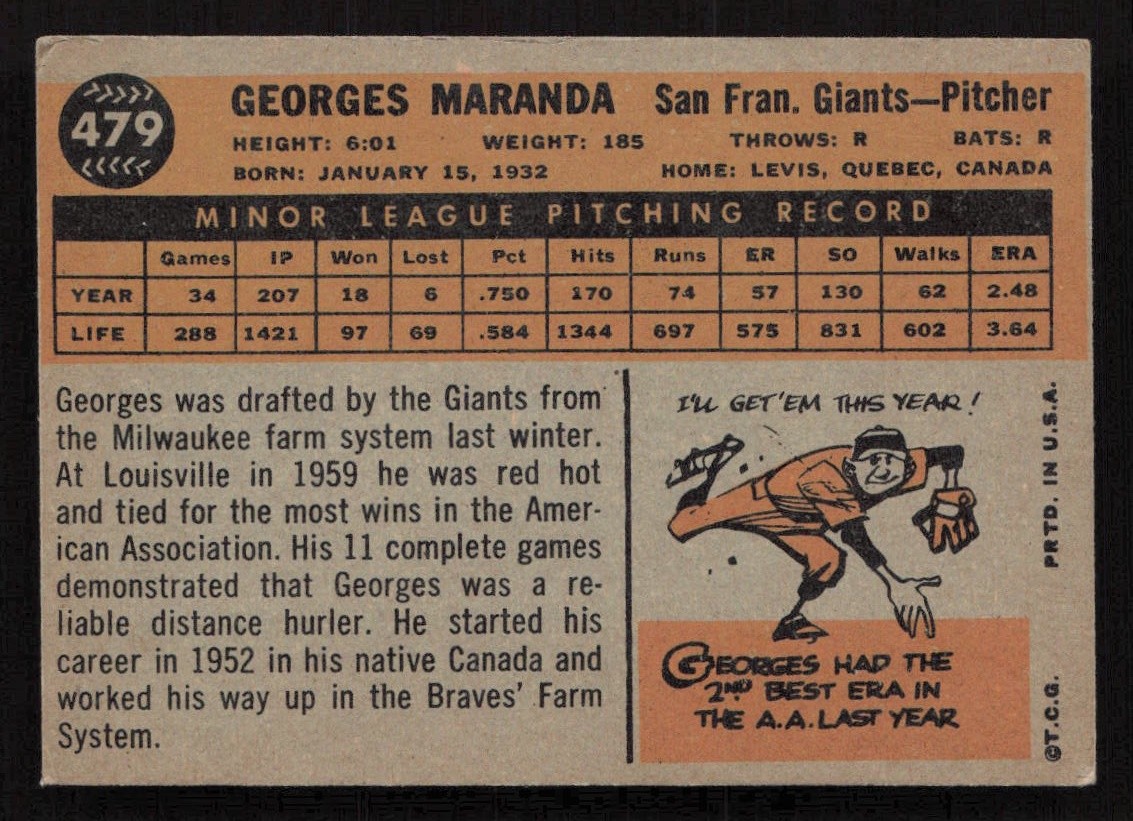 479
GEORGES MARANDA San Fran. Giants—Pitcher
HEIGHT: 6:01 WEIGHT: 185 THROWS: R BATS: R
BORN: JANUARY 15, 1932 HOME: LEVIS, QUEBEC, CANADA
MINOR LEAGUE PITCHING RECORD
Games IP Won Lost Pct Hits Runs ER SO Walks ERA
YEAR 34 207 18 6 .750 170 74 57 130 62 2.48
LIFE 288 1421 97 69 .584 1344 697 575 831 602 3.64
Georges was drafted by the Giants from
the Milwaukee farm system last winter.
At Louisville in 1959 he was red hot
and tied for the most wins in the Amer-
ican Association. His 11 complete games
demonstrated that Georges was a re-
liable distance hurler. He started his
career in 1952 in his native Canada and
worked his way up in the Braves' Farm
System.
I'LL GET 'EM THIS YEAR!
GEORGES HAD THE
2ND BEST ERA IN
THE A.A. LAST YEAR
©T.C.G. PRTD. IN U.S.A.